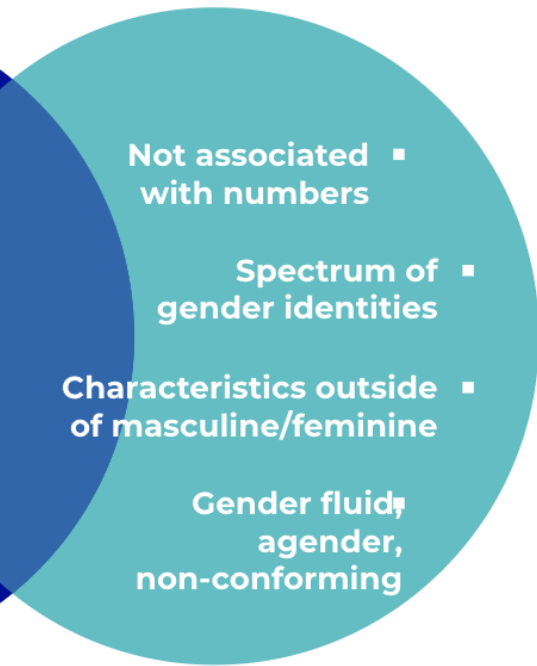 Not associated
with numbers
Spectrum of
gender identities
Characteristics outside
of masculine/feminine
Gender fluid,
agender,
non-conforming